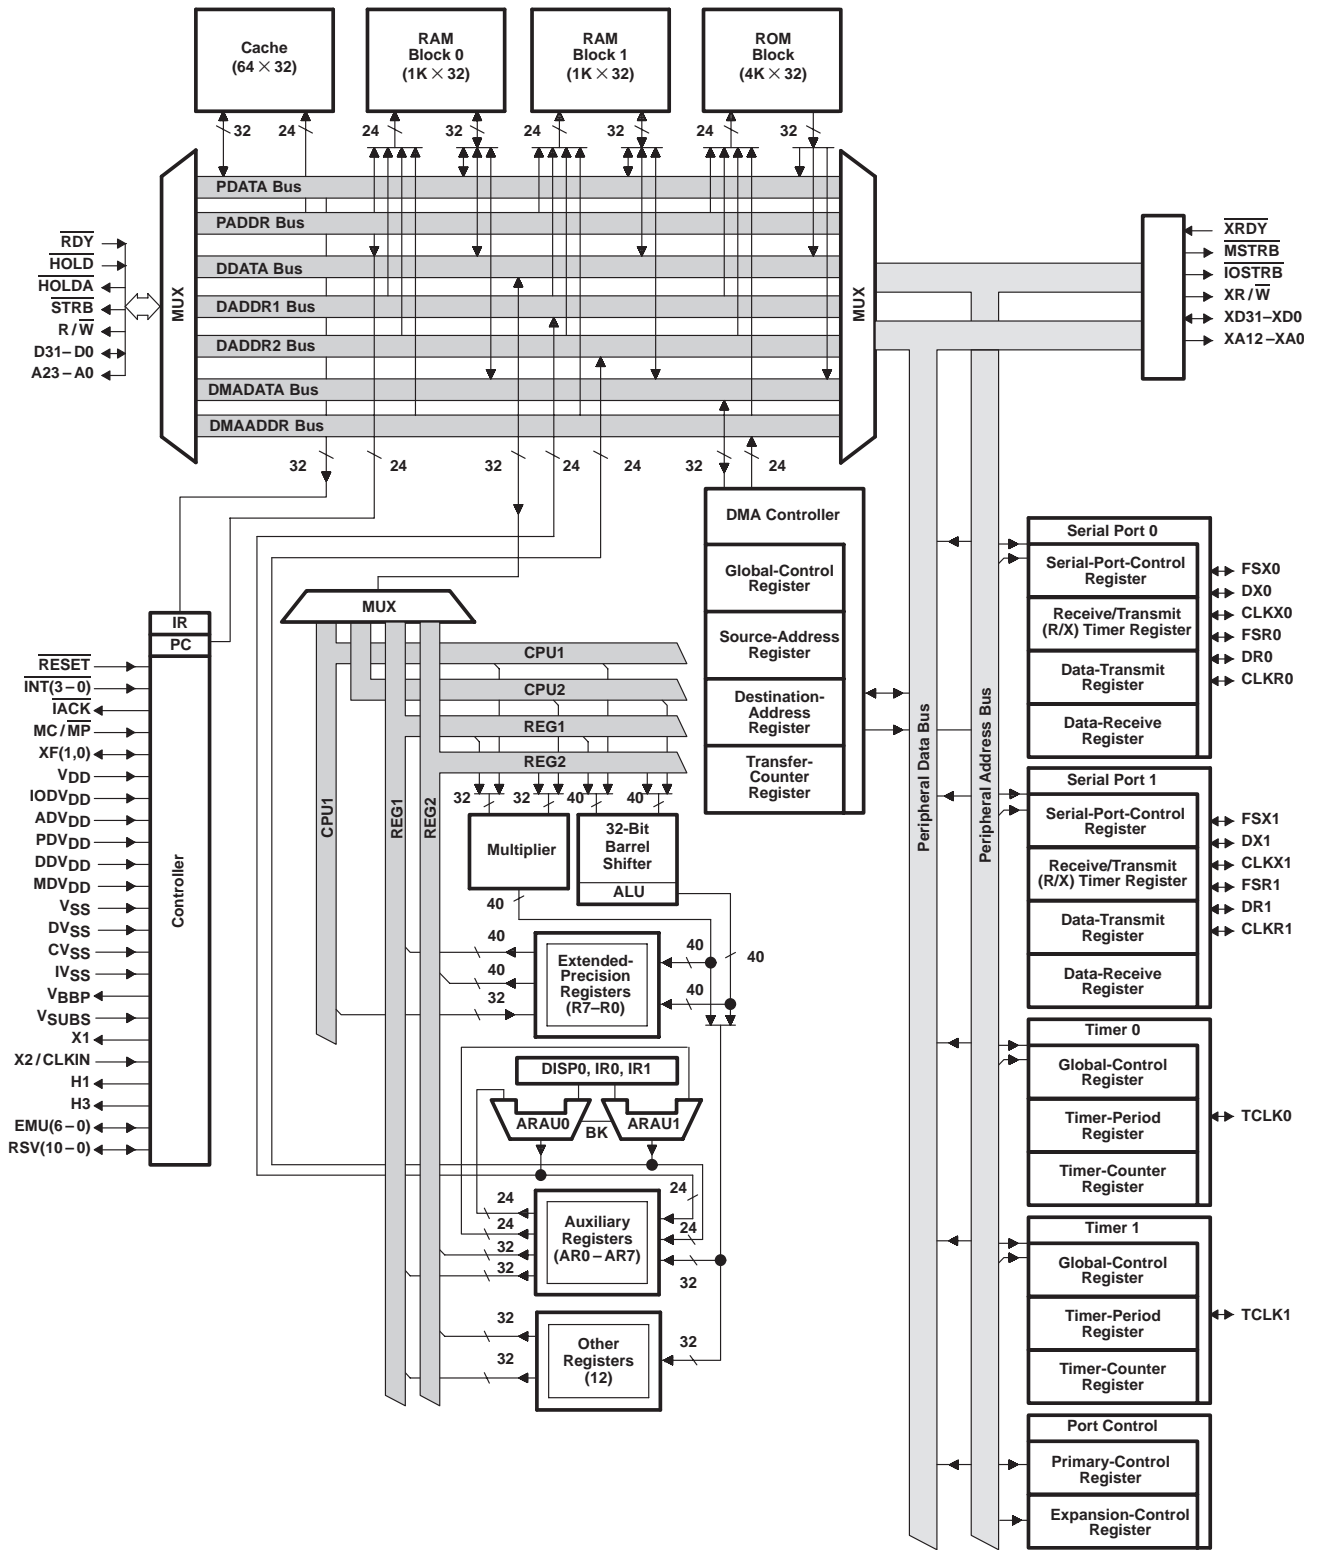 Cache
(64 × 32)
RAM
Block 0
(1K × 32)
RAM
Block 1
(1K × 32)
ROM
Block
(4K × 32)
32
24
24
32
24
32
24
32
PDATA Bus
PADDR Bus
DDATA Bus
DADDR1 Bus
DADDR2 Bus
DMADATA Bus
DMAADDR Bus
MUX
MUX
RDY
HOLD
HOLDA
STRB
R/W
D31–D0
A23–A0
XRDY
MSTRB
IOSTRB
XR/W
XD31–XD0
XA12–XA0
32
24
32
24
24
32
24
DMA Controller
Global-Control
Register
Source-Address
Register
Destination-
Address
Register
Transfer-
Counter
Register
Peripheral Data Bus
Peripheral Address Bus
IR
PC
Controller
RESET
INT(3–0)
IACK
MC/MP
XF(1,0)
VDD
IODVDD
ADVDD
PDVDD
DDVDD
MDVDD
VSS
DVSS
CVSS
IVSS
VBBP
VSUBS
X1
X2/CLKIN
H1
H3
EMU(6–0)
RSV(10–0)
MUX
CPU1
CPU2
REG1
REG2
CPU1
REG1
REG2
32
32
40
40
Multiplier
32-Bit
Barrel
Shifter
ALU
40
40
40
32
Extended-
Precision
Registers
(R7–R0)
40
40
40
DISP0, IR0, IR1
ARAU0
BK
ARAU1
24
24
32
32
Auxiliary
Registers
(AR0–AR7)
24
24
32
32
32
Other
Registers
(12)
32
Serial Port 0
Serial-Port-Control
Register
Receive/Transmit
(R/X) Timer Register
Data-Transmit
Register
Data-Receive
Register
FSX0
DX0
CLKX0
FSR0
DR0
CLKR0
Serial Port 1
Serial-Port-Control
Register
Receive/Transmit
(R/X) Timer Register
Data-Transmit
Register
Data-Receive
Register
FSX1
DX1
CLKX1
FSR1
DR1
CLKR1
Timer 0
Global-Control
Register
Timer-Period
Register
Timer-Counter
Register
TCLK0
Timer 1
Global-Control
Register
Timer-Period
Register
Timer-Counter
Register
TCLK1
Port Control
Primary-Control
Register
Expansion-Control
Register